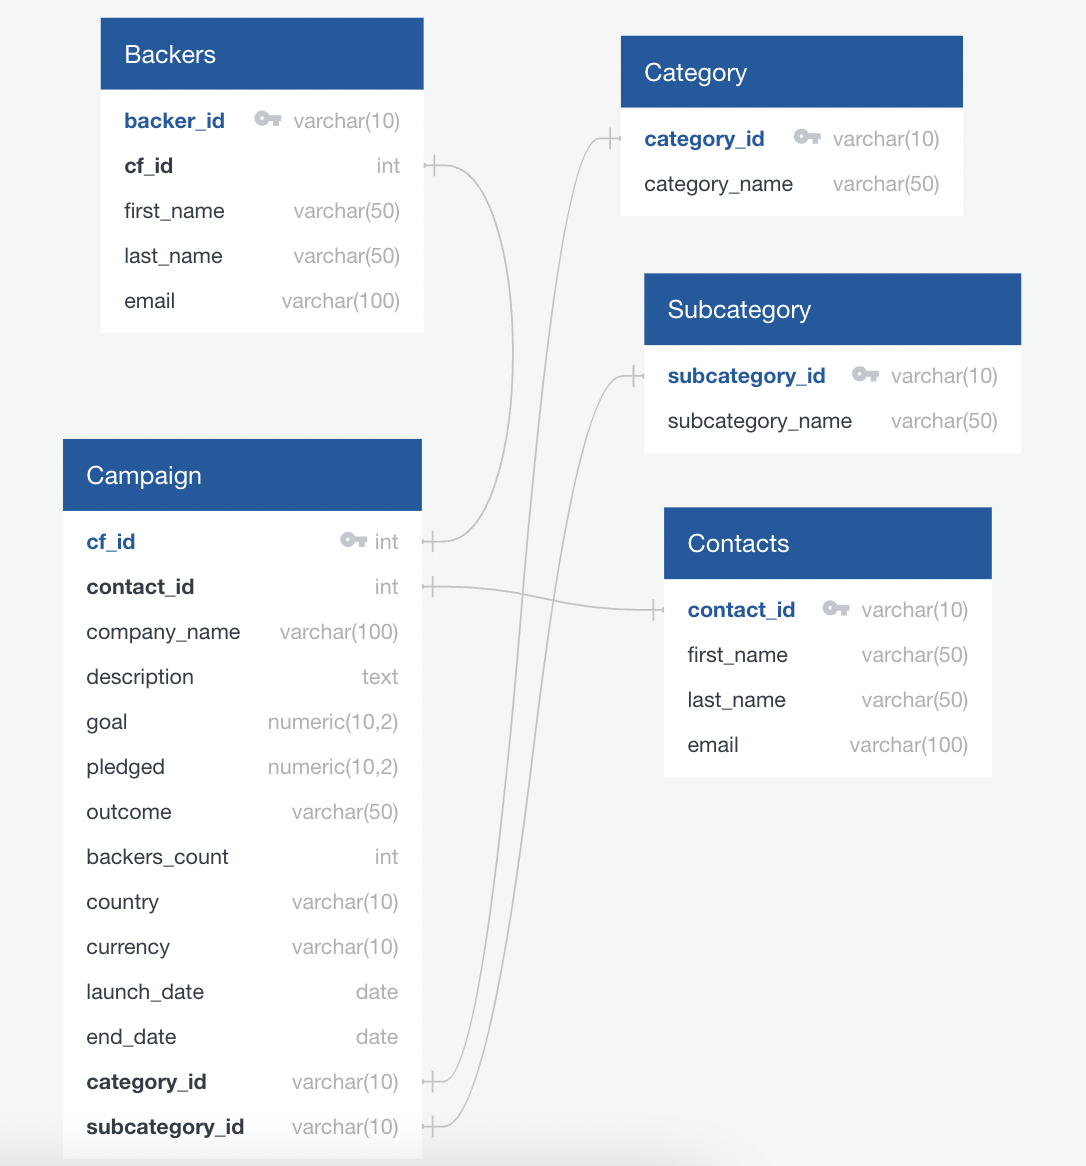 Backers
backer_id varchar(10)
cf_id int
first_name varchar(50)
last_name varchar(50)
email varchar(100)
Category
category_id varchar(10)
category_name varchar(50)
Subcategory
subcategory_id varchar(10)
subcategory_name varchar(50)
Campaign
cf_id int
contact_id int
company_name varchar(100)
description text
goal numeric(10,2)
pledged numeric(10,2)
outcome varchar(50)
backers_count int
country varchar(10)
currency varchar(10)
launch_date date
end_date date
category_id varchar(10)
subcategory_id varchar(10)
Contacts
contact_id varchar(10)
first_name varchar(50)
last_name varchar(50)
email varchar(100)